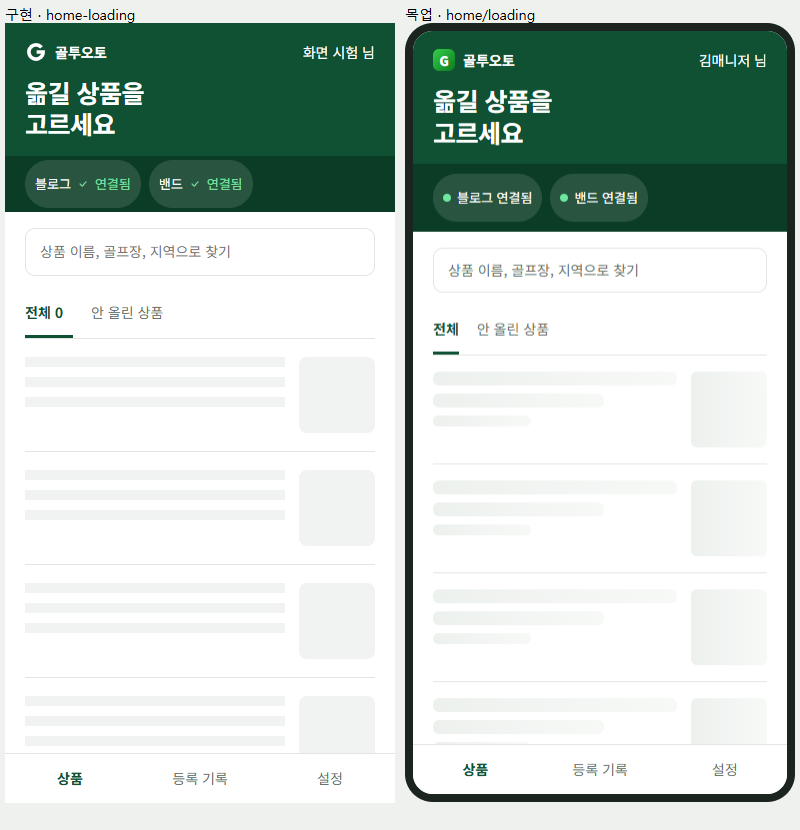 구현 · home-loading
G 골투오토
화면 시험 님
옮길 상품을
고르세요
블로그 ✓ 연결됨
밴드 ✓ 연결됨
상품 이름, 골프장, 지역으로 찾기
전체 0
안 올린 상품
상품
등록 기록
설정
목업 · home/loading
G 골투오토
김매니저 님
옮길 상품을
고르세요
블로그 연결됨
밴드 연결됨
상품 이름, 골프장, 지역으로 찾기
전체
안 올린 상품
상품
등록 기록
설정